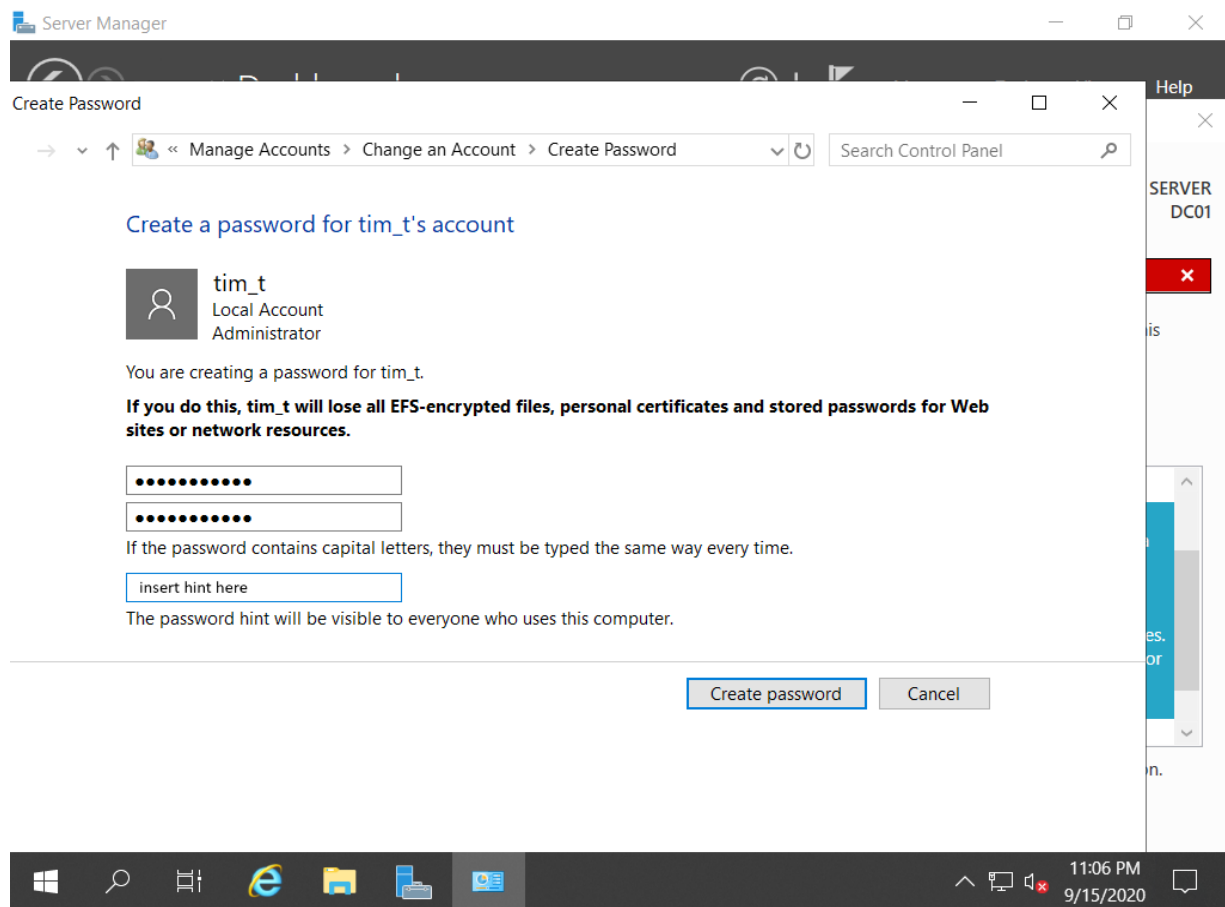 Server Manager
Help
Create Password
« Manage Accounts > Change an Account > Create Password
Search Control Panel
SERVER
DC01
Create a password for tim_t's account
tim_t
Local Account
Administrator
is
You are creating a password for tim_t.
If you do this, tim_t will lose all EFS-encrypted files, personal certificates and stored passwords for Web
sites or network resources.
●●●●●●●●●●●
●●●●●●●●●●●
If the password contains capital letters, they must be typed the same way every time.
insert hint here
The password hint will be visible to everyone who uses this computer.
es.
or
Create password
Cancel
on.
11:06 PM
9/15/2020